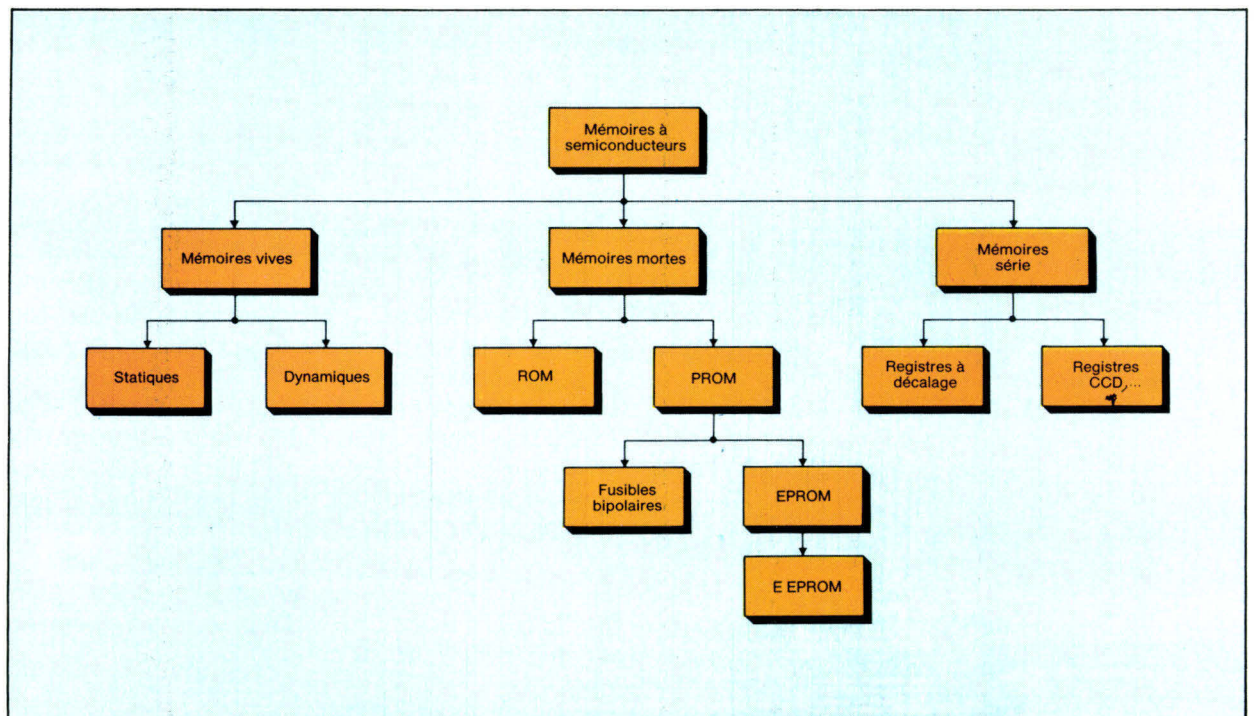 Mémoires à
semiconducteurs
Mémoires vives
Mémoires mortes
Mémoires
série
Statiques
Dynamiques
ROM
PROM
Registres à
décalage
Registres
CCD,...
Fusibles
bipolaires
EPROM
E EPROM